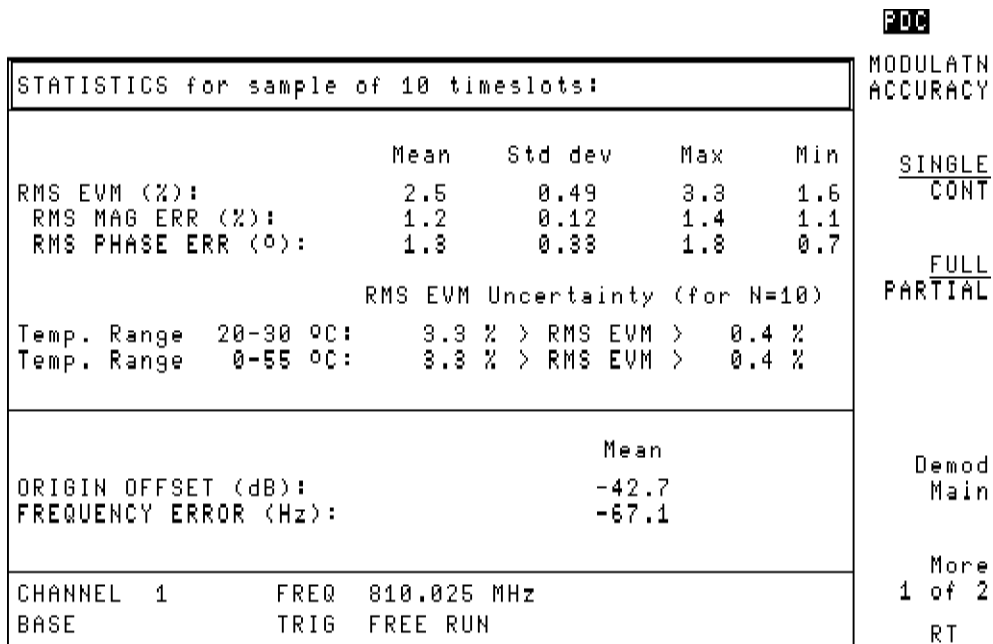 PDC
STATISTICS for sample of 10 timeslots:
Mean Std dev Max Min
RMS EVM (%): 2.5 0.49 3.3 1.6
RMS MAG ERR (%): 1.2 0.12 1.4 1.1
RMS PHASE ERR (º): 1.3 0.33 1.8 0.7
RMS EVM Uncertainty (for N=10)
Temp. Range 20-30 ºC: 3.3 % > RMS EVM > 0.4 %
Temp. Range 0-55 ºC: 3.3 % > RMS EVM > 0.4 %
Mean
ORIGIN OFFSET (dB): -42.7
FREQUENCY ERROR (Hz): -67.1
CHANNEL 1 FREQ 810.025 MHz
BASE TRIG FREE RUN
MODULATN
ACCURACY
SINGLE
CONT
FULL
PARTIAL
Demod
Main
More
1 of 2
RT